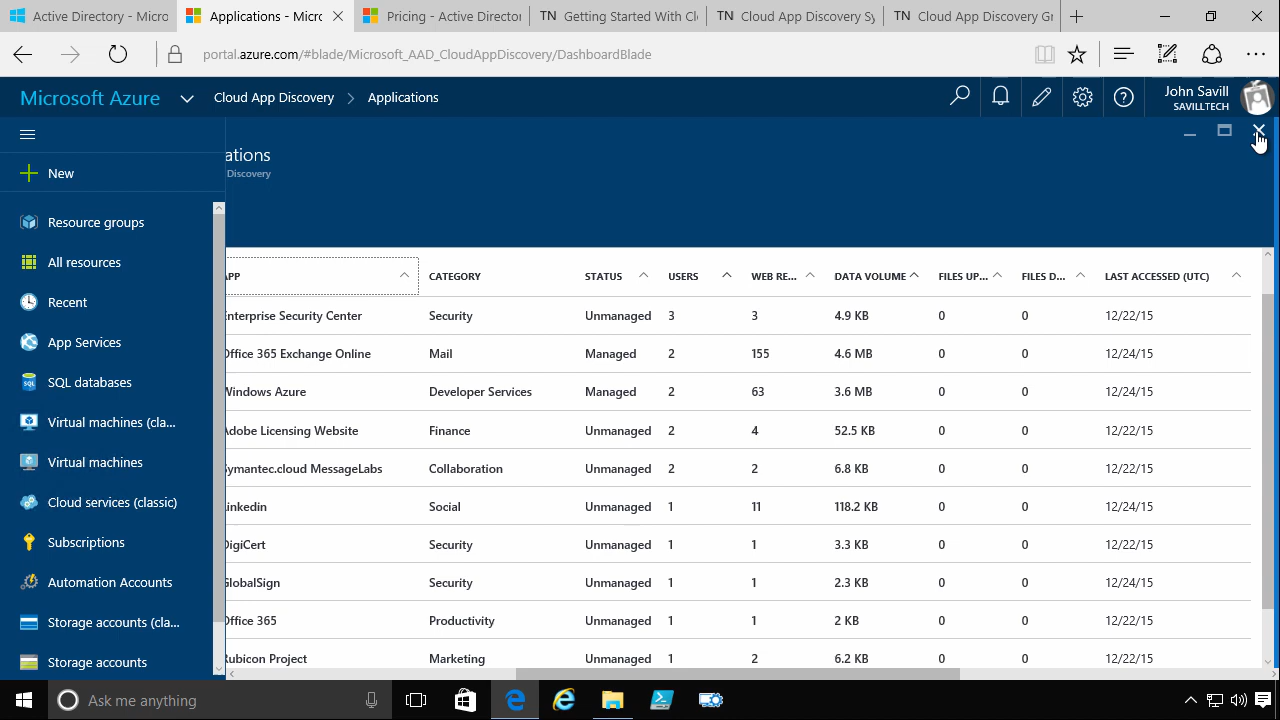 Active Directory - Micros
Applications - Micro
Pricing - Active Director
TN Getting Started With Cl
TN Cloud App Discovery Sy
TN Cloud App Discovery Gr
portal.azure.com/#blade/Microsoft_AAD_CloudAppDiscovery/DashboardBlade
Microsoft Azure
Cloud App Discovery > Applications
John Savill
SAVILLTECH
ations
Discovery
New
Resource groups
All resources
Recent
App Services
SQL databases
Virtual machines (cla...
Virtual machines
Cloud services (classic)
Subscriptions
Automation Accounts
Storage accounts (cla...
Storage accounts
APP CATEGORY STATUS USERS WEB RE... DATA VOLUME FILES UP... FILES D... LAST ACCESSED (UTC)
Enterprise Security Center Security Unmanaged 3 3 4.9 KB 0 0 12/22/15
Office 365 Exchange Online Mail Managed 2 155 4.6 MB 0 0 12/24/15
Windows Azure Developer Services Managed 2 63 3.6 MB 0 0 12/24/15
Adobe Licensing Website Finance Unmanaged 2 4 52.5 KB 0 0 12/22/15
Symantec.cloud MessageLabs Collaboration Unmanaged 2 2 6.8 KB 0 0 12/22/15
Linkedin Social Unmanaged 1 11 118.2 KB 0 0 12/24/15
DigiCert Security Unmanaged 1 1 3.3 KB 0 0 12/22/15
GlobalSign Security Unmanaged 1 1 2.3 KB 0 0 12/24/15
Office 365 Productivity Unmanaged 1 1 2 KB 0 0 12/22/15
Rubicon Project Marketing Unmanaged 1 2 6.2 KB 0 0 12/22/15
Ask me anything